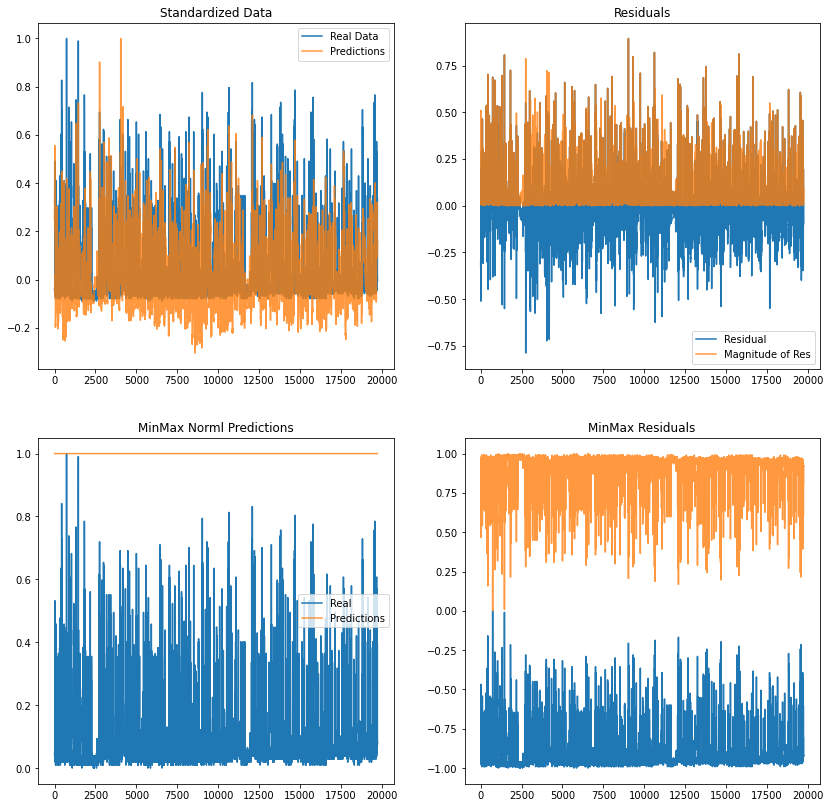 Standardized Data
Real Data
Predictions
1.0
0.8
0.6
0.4
0.2
0.0
−0.2
0 2500 5000 7500 10000 12500 15000 17500 20000
Residuals
0.75
0.50
0.25
0.00
−0.25
−0.50
−0.75
Residual
Magnitude of Res
0 2500 5000 7500 10000 12500 15000 17500 20000
MinMax Norml Predictions
1.0
0.8
0.6
0.4
0.2
0.0
Real
Predictions
0 2500 5000 7500 10000 12500 15000 17500 20000
MinMax Residuals
1.00
0.75
0.50
0.25
0.00
−0.25
−0.50
−0.75
−1.00
0 2500 5000 7500 10000 12500 15000 17500 20000